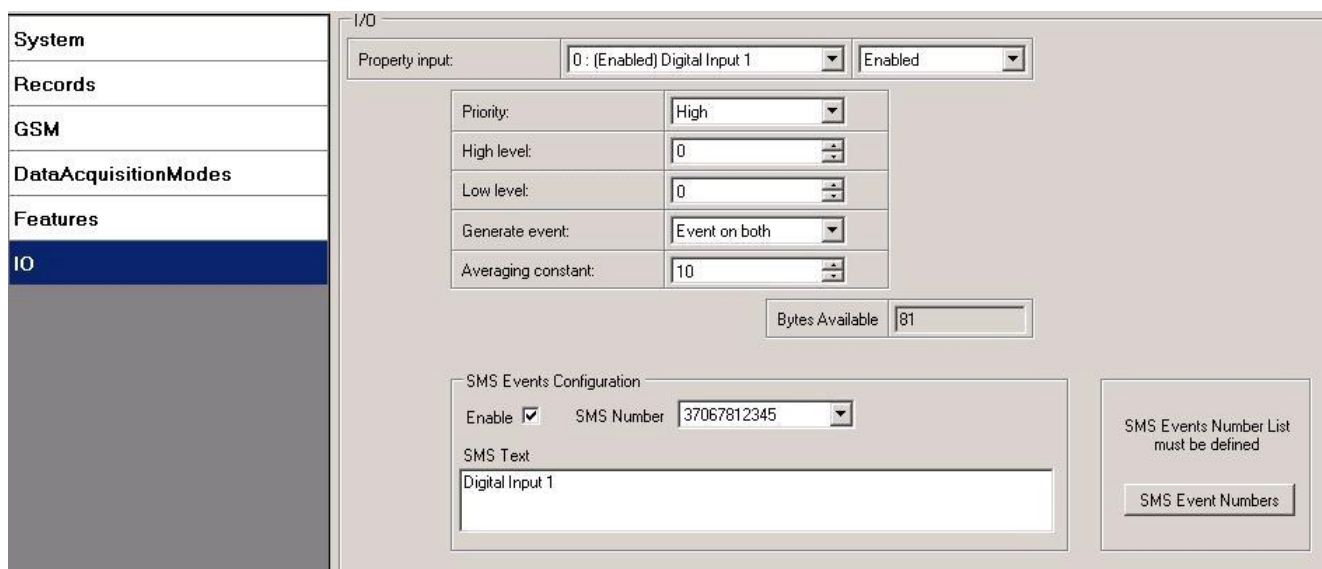 System
Records
GSM
DataAcquisitionModes
Features
IO
I/O
Property input: 0 : (Enabled) Digital Input 1 Enabled
Priority: High
High level: 0
Low level: 0
Generate event: Event on both
Averaging constant: 10
Bytes Available 81
SMS Events Configuration
Enable SMS Number 37067812345
SMS Text
Digital Input 1
SMS Events Number List
must be defined
SMS Event Numbers